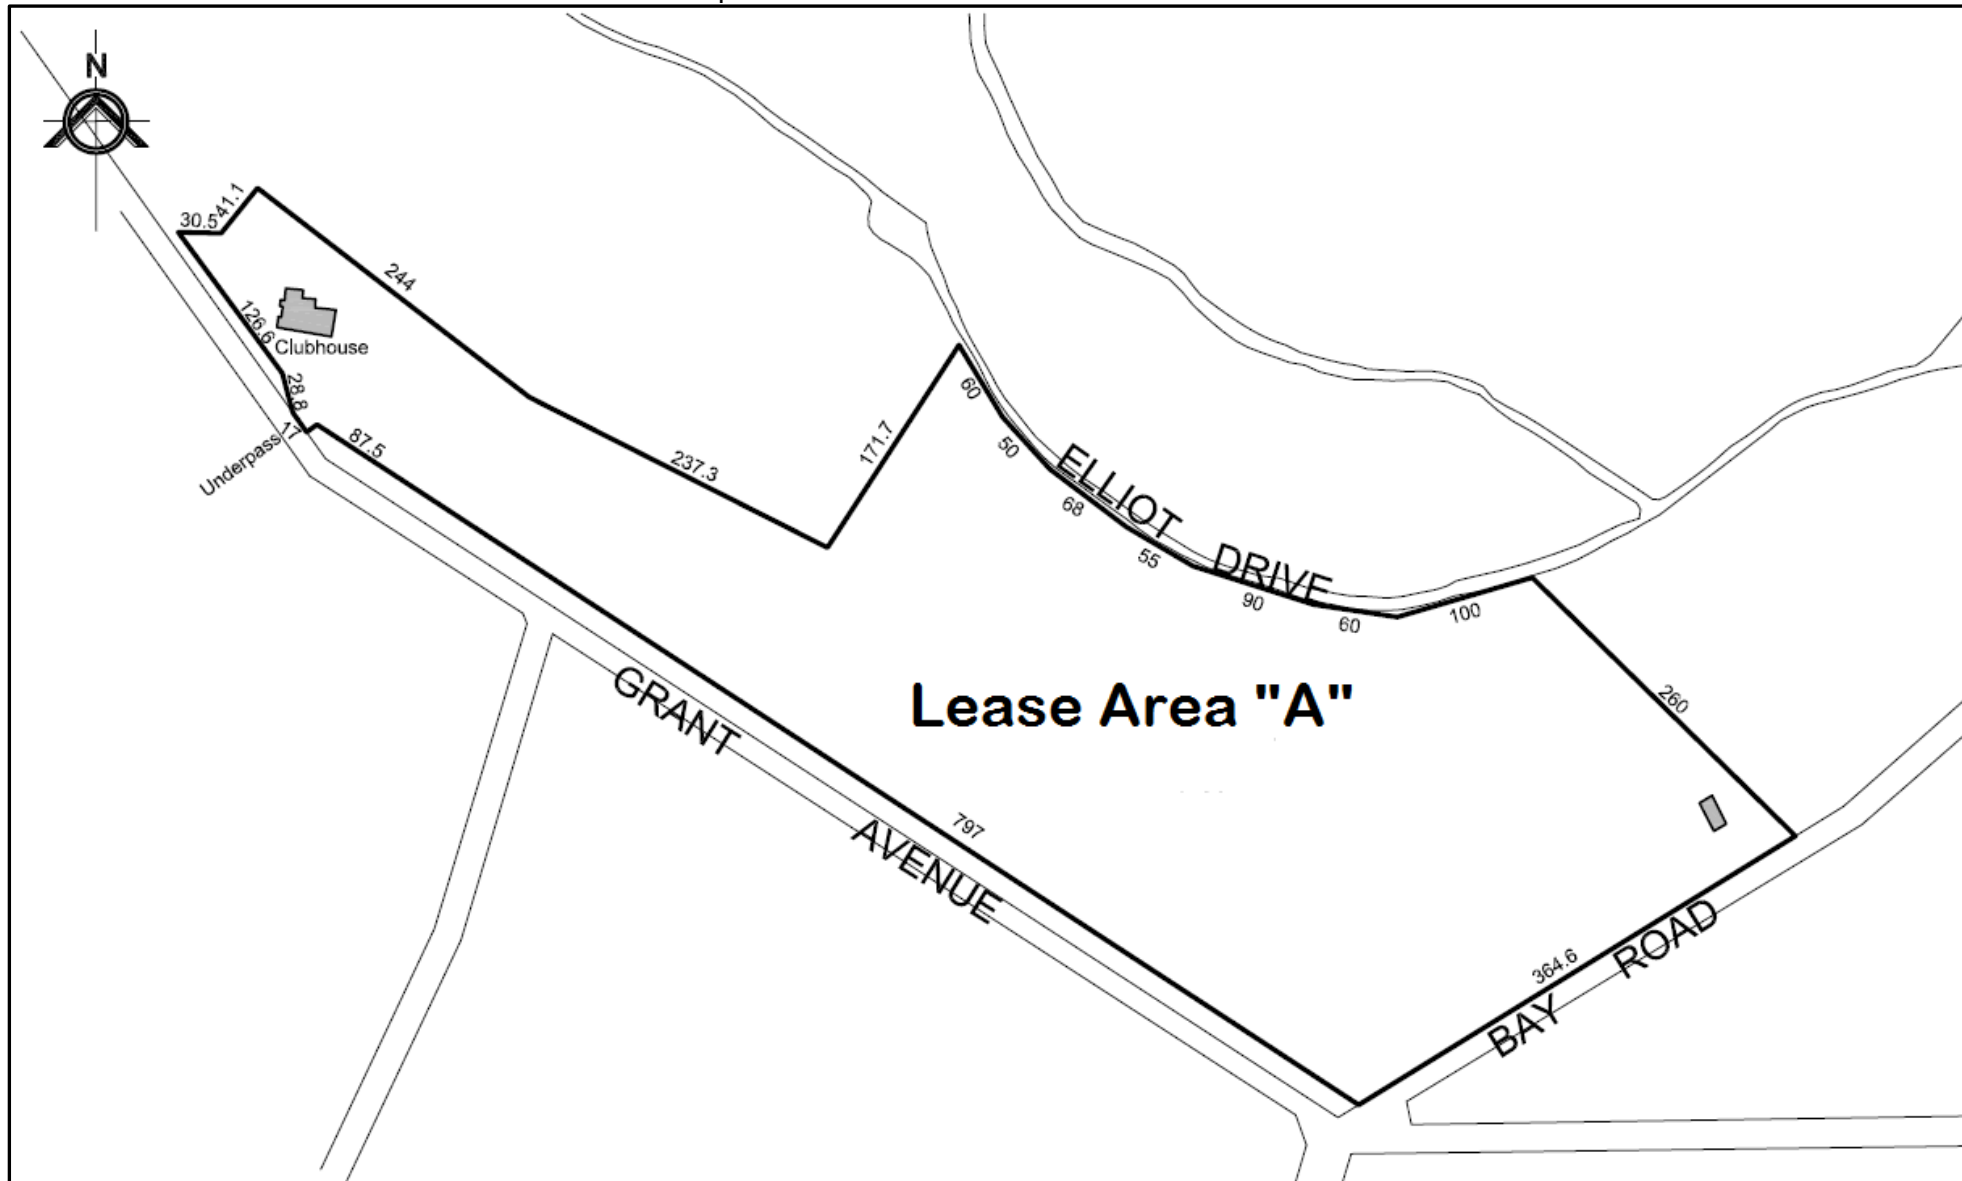 N
30.5
41.1
244
126.6
Clubhouse
28.8
17
Underpass
87.5
237.3
171.7
60
50
68
55
90
60
100
ELLIOT DRIVE
260
Lease Area "A"
GRANT AVENUE
797
364.6
BAY ROAD